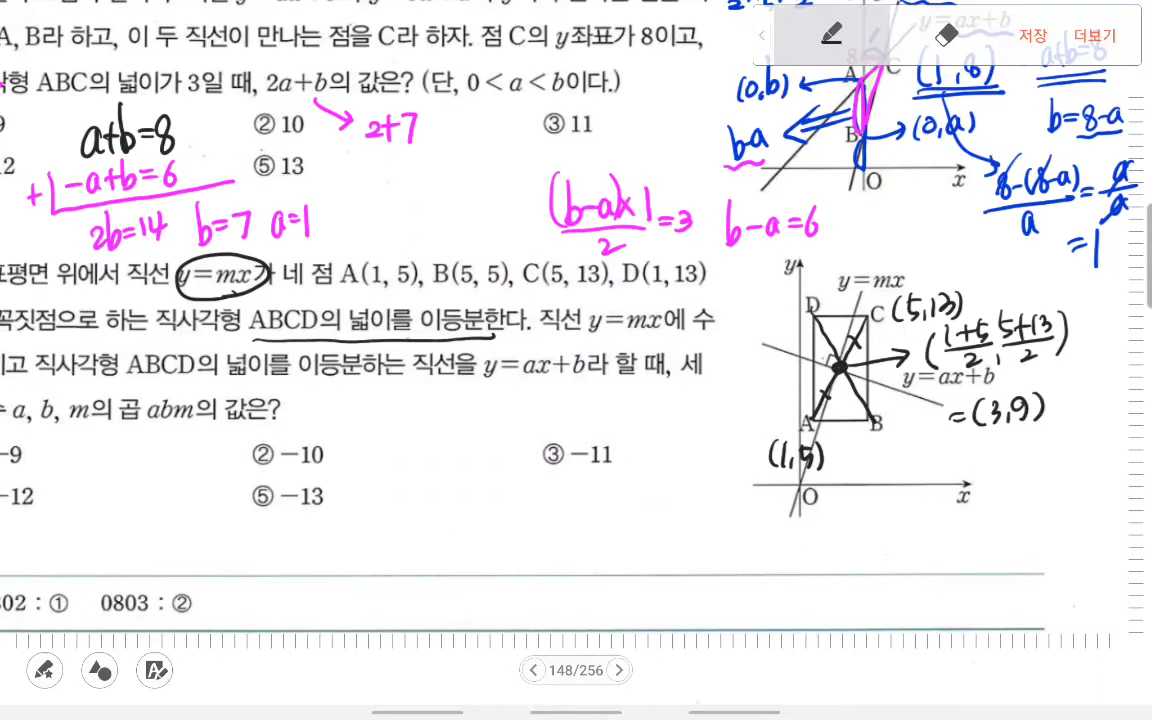 y=ax+b
저장
더보기
A, B라 하고, 이 두 직선이 만나는 점을 C라 하자. 점 C의 y좌표가 8이고,
각형 ABC의 넓이가 3일 때, 2a+b의 값은? (단, 0<a<b이다.)
9
② 10
③ 11
12
⑤ 13
a+b=8
-a+b=6
2b=14 b=7 a=1
2+7
(b-a)×1/2=3 b-a=6
A
C
B
O
x
(0,b)
(1,8)
a+b=8
b=8-a
(0,a)
b-a
8-(8-a)/a=a/a
=1
표평면 위에서 직선 y=mx가 네 점 A(1, 5), B(5, 5), C(5, 13), D(1, 13)
꼭짓점으로 하는 직사각형 ABCD의 넓이를 이등분한다. 직선 y=mx에 수
이고 직사각형 ABCD의 넓이를 이등분하는 직선을 y=ax+b라 할 때, 세
a, b, m의 곱 abm의 값은?
-9
② -10
③ -11
-12
⑤ -13
y
y=mx
D
C (5,13)
(1+5/2, 5+13/2)
y=ax+b
=(3,9)
A
B
(1,5)
O
x
802 : ① 0803 : ②
148/256